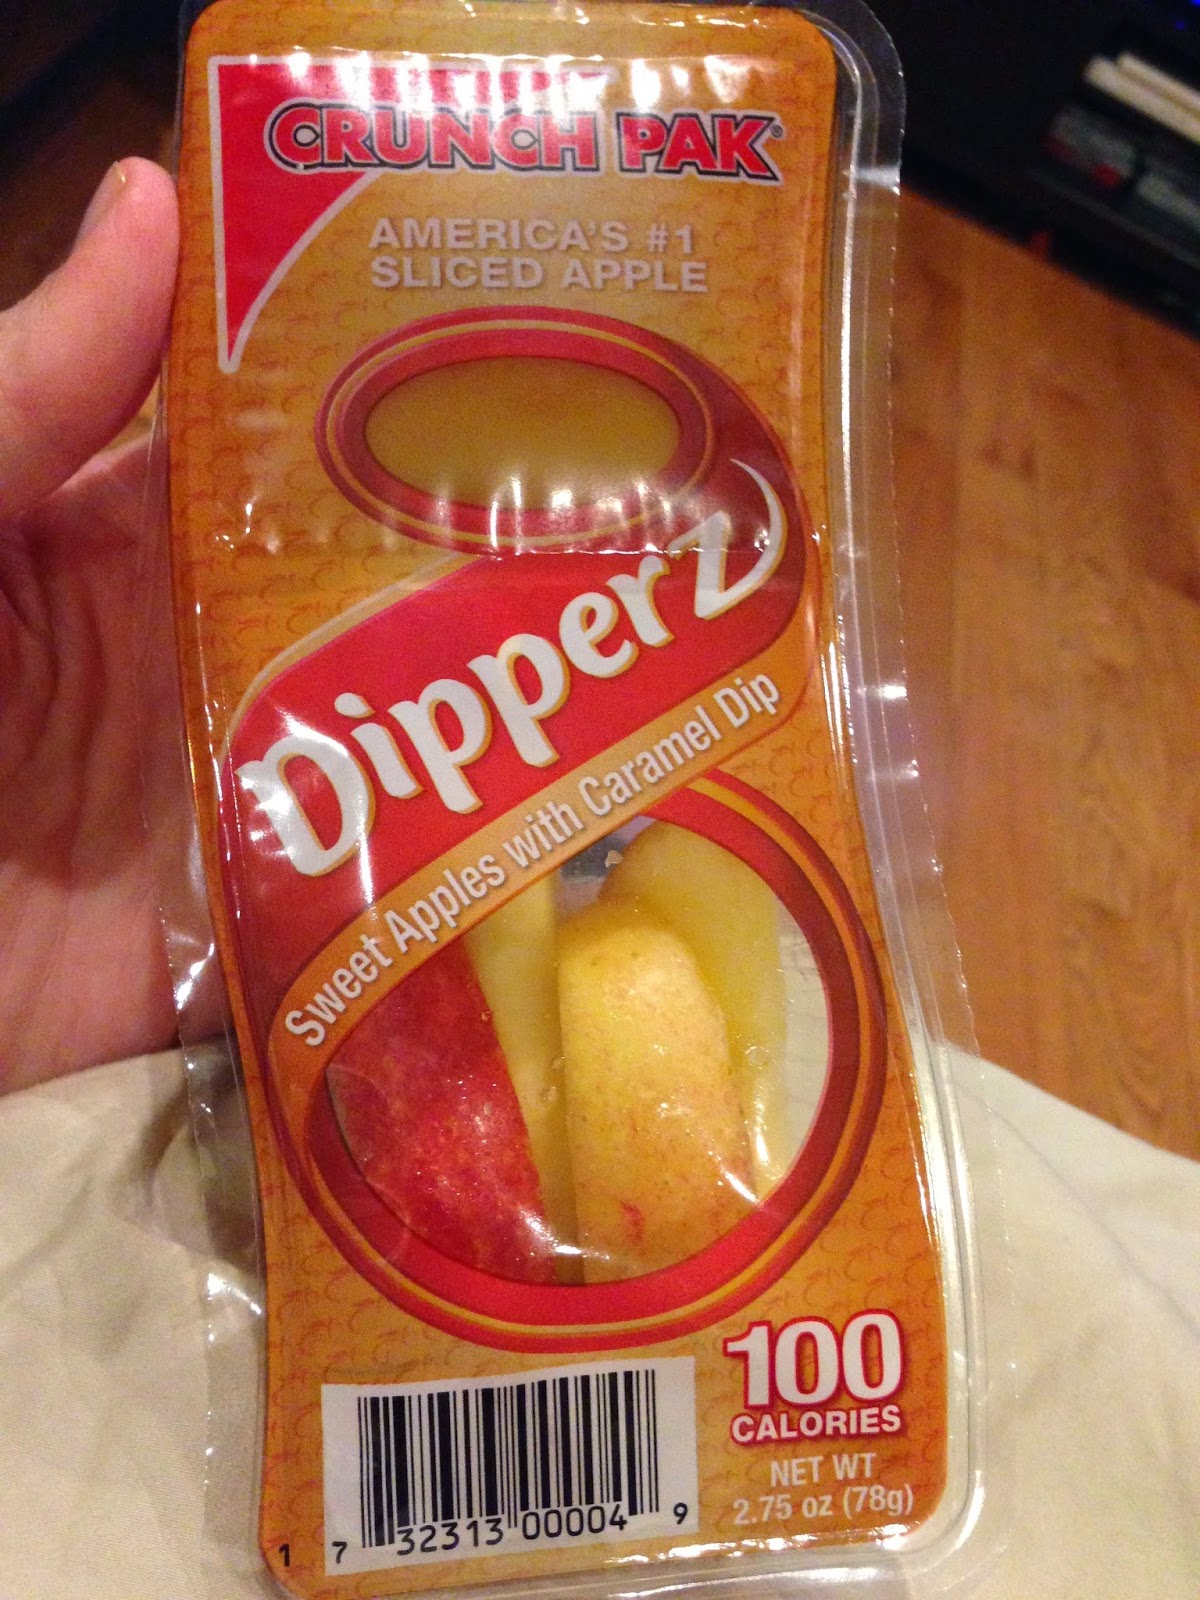 CRUNCH PAK®
AMERICA'S #1
SLICED APPLE
DipperZ
Sweet Apples with Caramel Dip
100
CALORIES
NET WT
2.75 oz (78g)
1 7 32313 00004 9